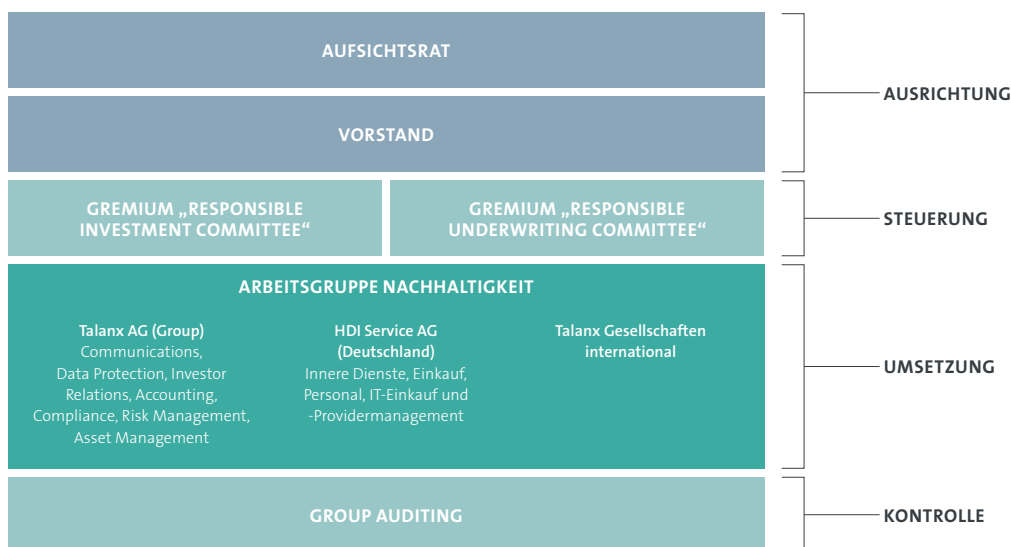 AUFSICHTSRAT
VORSTAND
AUSRICHTUNG
GREMIUM „RESPONSIBLE
INVESTMENT COMMITTEE“
GREMIUM „RESPONSIBLE
UNDERWRITING COMMITTEE“
STEUERUNG
ARBEITSGRUPPE NACHHALTIGKEIT
Talanx AG (Group)
Communications,
Data Protection, Investor
Relations, Accounting,
Compliance, Risk Management,
Asset Management
HDI Service AG
(Deutschland)
Innere Dienste, Einkauf,
Personal, IT-Einkauf und
-Providermanagement
Talanx Gesellschaften
international
UMSETZUNG
GROUP AUDITING
KONTROLLE